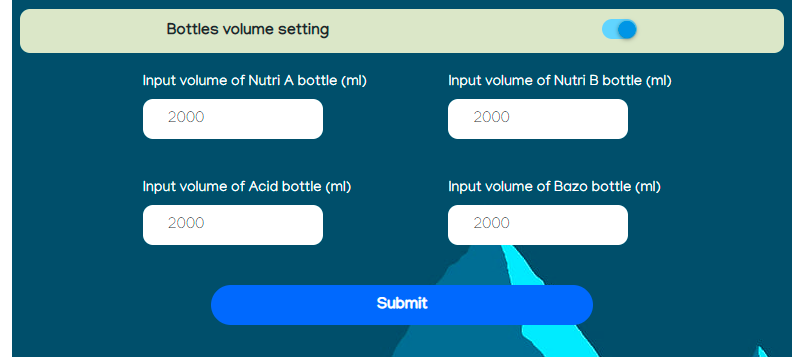 Bottles volume setting
Input volume of Nutri A bottle (ml)
Input volume of Nutri B bottle (ml)
2000
2000
Input volume of Acid bottle (ml)
Input volume of Bazo bottle (ml)
2000
2000
Submit